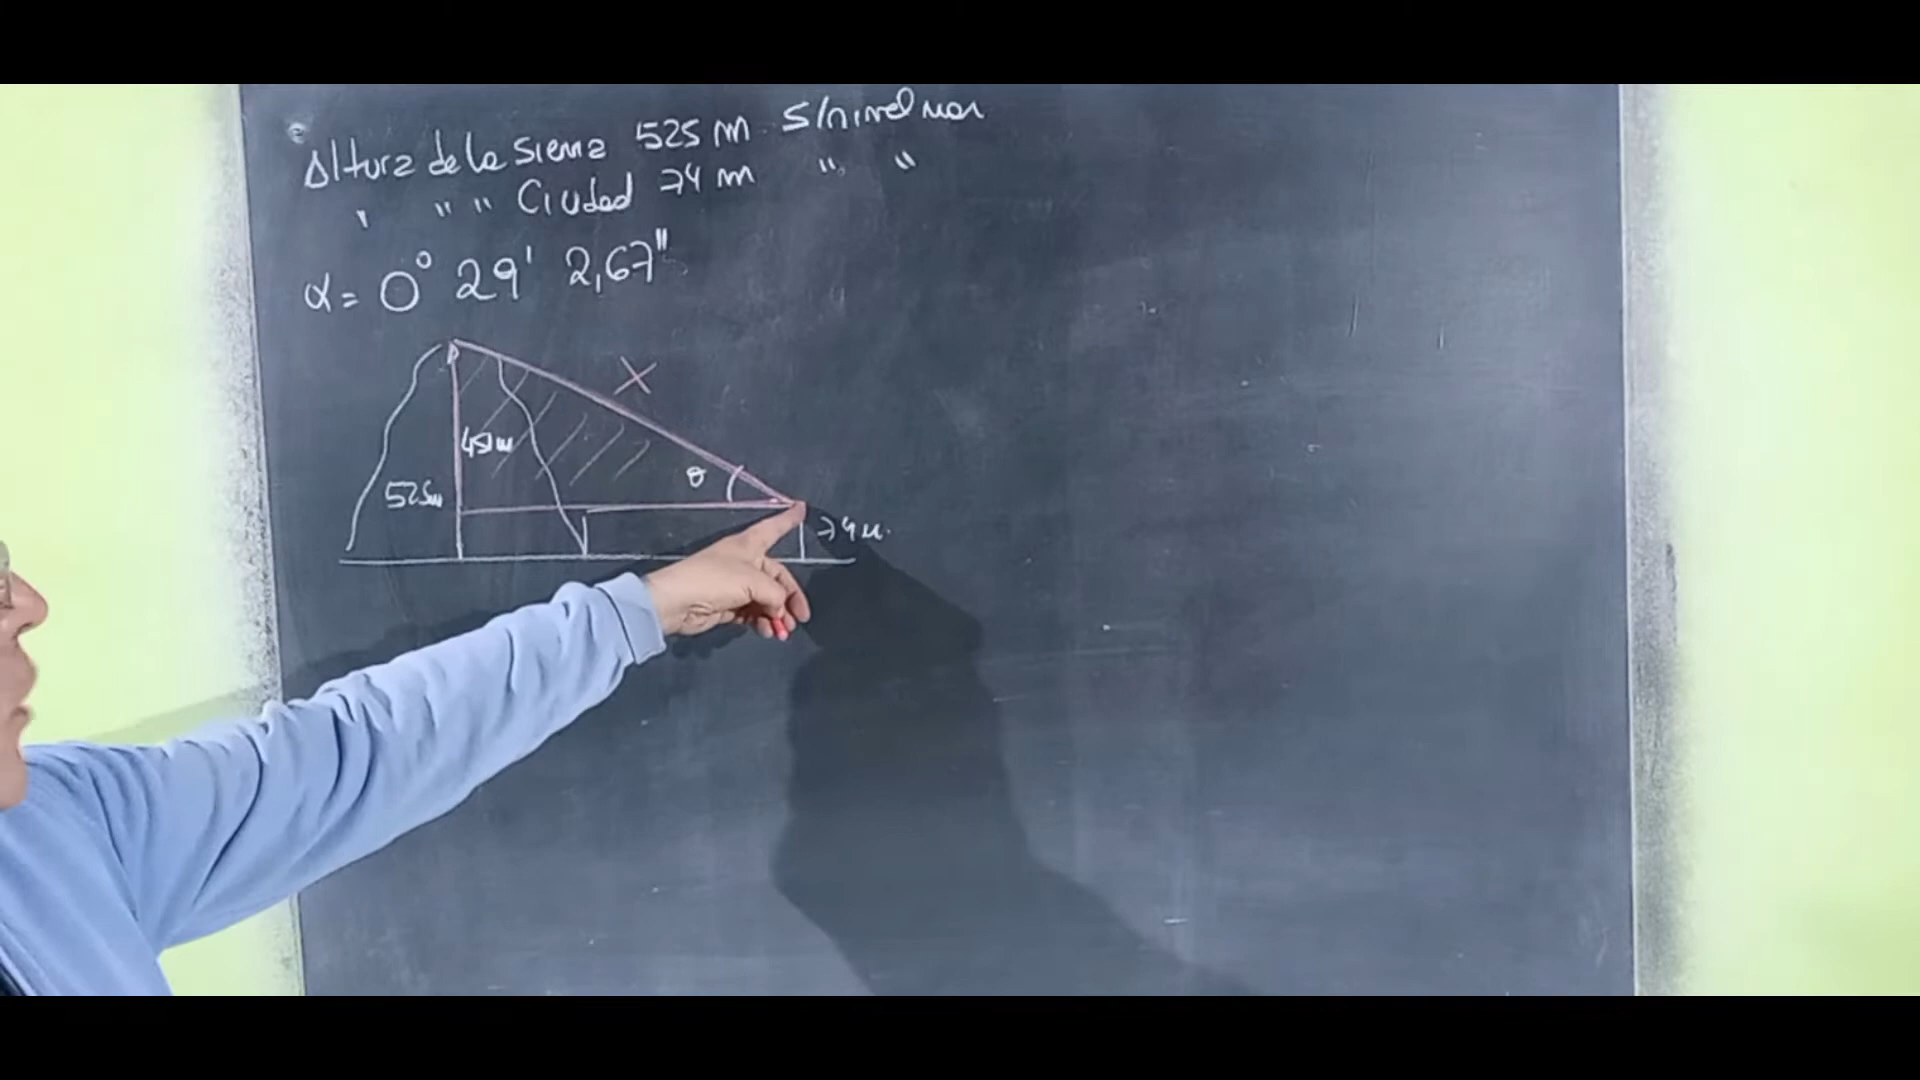 Altura de la Sierra 525 m S/nivel mar
" " " Ciudad 74 m " "
α = 0° 29' 2,67"
X
451m
θ
525m
74m.